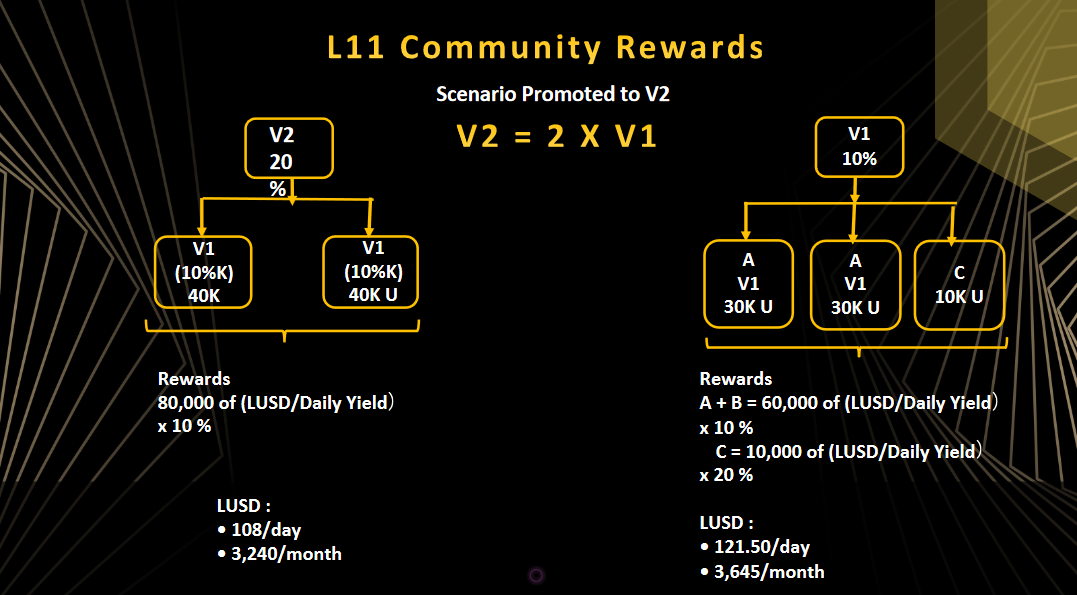 L11 Community Rewards
Scenario Promoted to V2
V2 = 2 X V1
V2
20
%
V1
(10%K)
40K
V1
(10%K)
40K U
Rewards
80,000 of (LUSD/Daily Yield）
x 10 %
LUSD :
• 108/day
• 3,240/month
V1
10%
A
V1
30K U
A
V1
30K U
C
10K U
Rewards
A + B = 60,000 of (LUSD/Daily Yield）
x 10 %
C = 10,000 of (LUSD/Daily Yield）
x 20 %
LUSD :
• 121.50/day
• 3,645/month